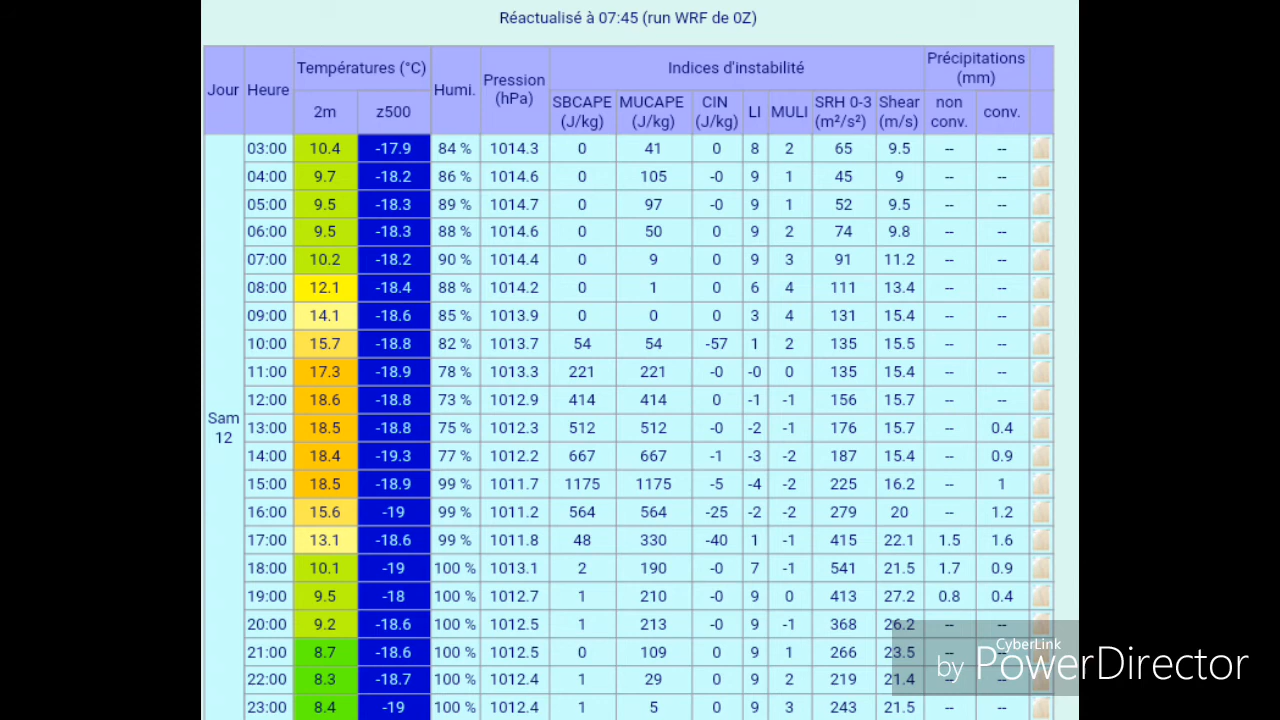 Réactualisé à 07:45 (run WRF de 0Z)
Jour Heure Températures (°C) Humi. Pression (hPa) Indices d'instabilité Précipitations (mm)
2m z500 SBCAPE (J/kg) MUCAPE (J/kg) CIN (J/kg) LI MULI SRH 0-3 (m²/s²) Shear (m/s) non conv. conv.
Sam 12
03:00 10.4 -17.9 84 % 1014.3 0 41 0 8 2 65 9.5 -- --
04:00 9.7 -18.2 86 % 1014.6 0 105 -0 9 1 45 9 -- --
05:00 9.5 -18.3 89 % 1014.7 0 97 -0 9 1 52 9.5 -- --
06:00 9.5 -18.3 88 % 1014.6 0 50 0 9 2 74 9.8 -- --
07:00 10.2 -18.2 90 % 1014.4 0 9 0 9 3 91 11.2 -- --
08:00 12.1 -18.4 88 % 1014.2 0 1 0 6 4 111 13.4 -- --
09:00 14.1 -18.6 85 % 1013.9 0 0 0 3 4 131 15.4 -- --
10:00 15.7 -18.8 82 % 1013.7 54 54 -57 1 2 135 15.5 -- --
11:00 17.3 -18.9 78 % 1013.3 221 221 -0 -0 0 135 15.4 -- --
12:00 18.6 -18.8 73 % 1012.9 414 414 0 -1 -1 156 15.7 -- --
13:00 18.5 -18.8 75 % 1012.3 512 512 -0 -2 -1 176 15.7 -- 0.4
14:00 18.4 -19.3 77 % 1012.2 667 667 -1 -3 -2 187 15.4 -- 0.9
15:00 18.5 -18.9 99 % 1011.7 1175 1175 -5 -4 -2 225 16.2 -- 1
16:00 15.6 -19 99 % 1011.2 564 564 -25 -2 -2 279 20 -- 1.2
17:00 13.1 -18.6 99 % 1011.8 48 330 -40 1 -1 415 22.1 1.5 1.6
18:00 10.1 -19 100 % 1013.1 2 190 -0 7 -1 541 21.5 1.7 0.9
19:00 9.5 -18 100 % 1012.7 1 210 -0 9 0 413 27.2 0.8 0.4
20:00 9.2 -18.6 100 % 1012.5 1 213 -0 9 -1 368 26.2 -- --
21:00 8.7 -18.6 100 % 1012.5 0 109 0 9 1 266 23.5 -- --
22:00 8.3 -18.7 100 % 1012.4 1 29 0 9 2 219 21.4 -- --
23:00 8.4 -19 100 % 1012.4 1 5 0 9 3 243 21.5 -- --
CyberLink
by PowerDirector